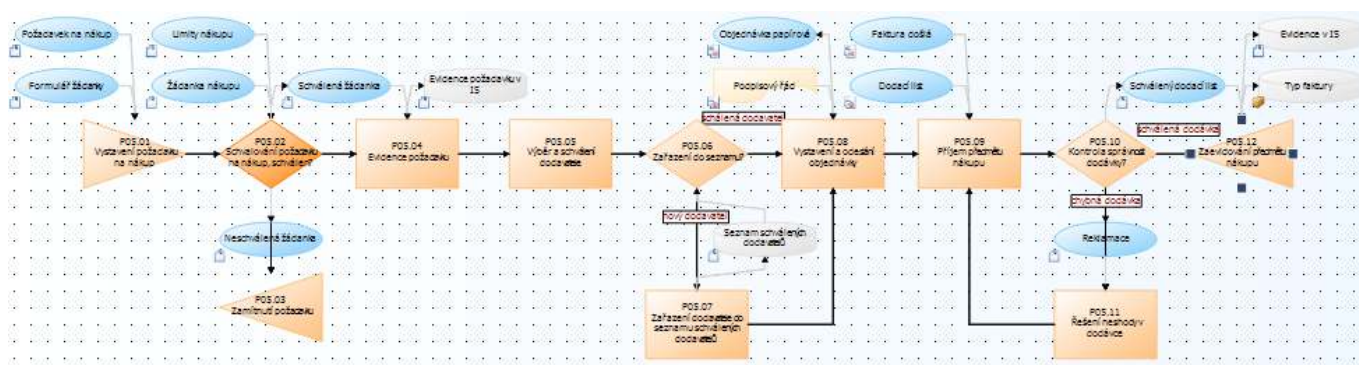 Požadavek na nákup
Limity nákupu
Objednávka papírová
Faktura došlá
Evidence v IS
Formulář žádanky
Žádanka nákupu
Schválená žádanka
Evidence požadavku v
IS
Podpisový řád
Dodací list
Schválený dodací list
Typ faktury
schválená dodavatel
schválená dodávka
P05.01
Vystavení požadavku
na nákup
P05.02
Schvalování požadavku
na nákup, schválení
P05.04
Evidence požadavku
P05.05
Výběr a schválení
dodavatele
P05.06
Zařazení do seznamu?
P05.08
Vystavení a odeslání
objednávky
P05.09
Příjem předmětu
nákupu
P05.10
Kontrola správnosti
dodávky?
P05.12
Zaevidování předmětu
nákupu
nový dodavatel
chybná dodávka
Neschválená žádanka
Seznam schválených
dodavatelů
Reklamace
P05.03
Zamítnutí požadavku
P05.07
Zařazení dodavatele do
seznamu schválených
dodavatelů
P05.11
Řešení neshody v
dodávce